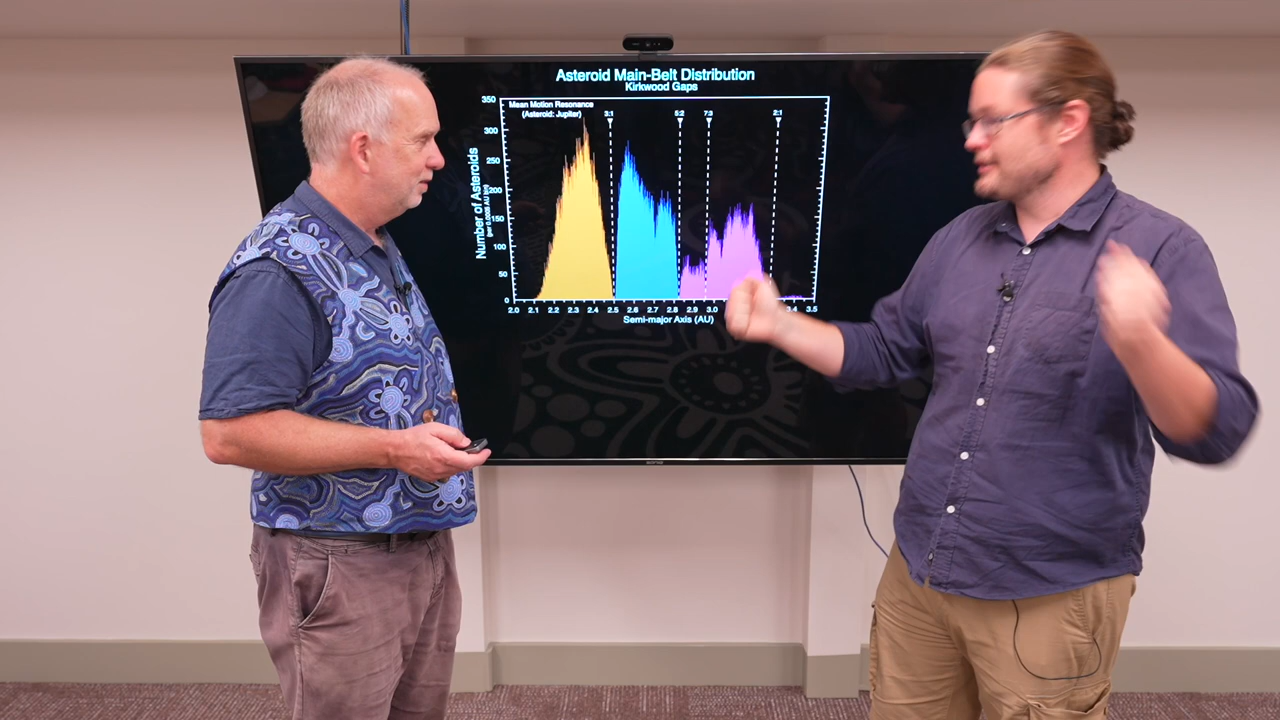 Asteroid Main-Belt Distribution
Kirkwood Gaps
Mean Motion Resonance
(Asteroid: Jupiter)
3:1
5:2
7:3
2:1
350
300
250
200
150
100
50
0
Number of Asteroids
2.0 2.1 2.2 2.3 2.4 2.5 2.6 2.7 2.8 2.9 3.0 3.4 3.5
Semi-major Axis (AU)